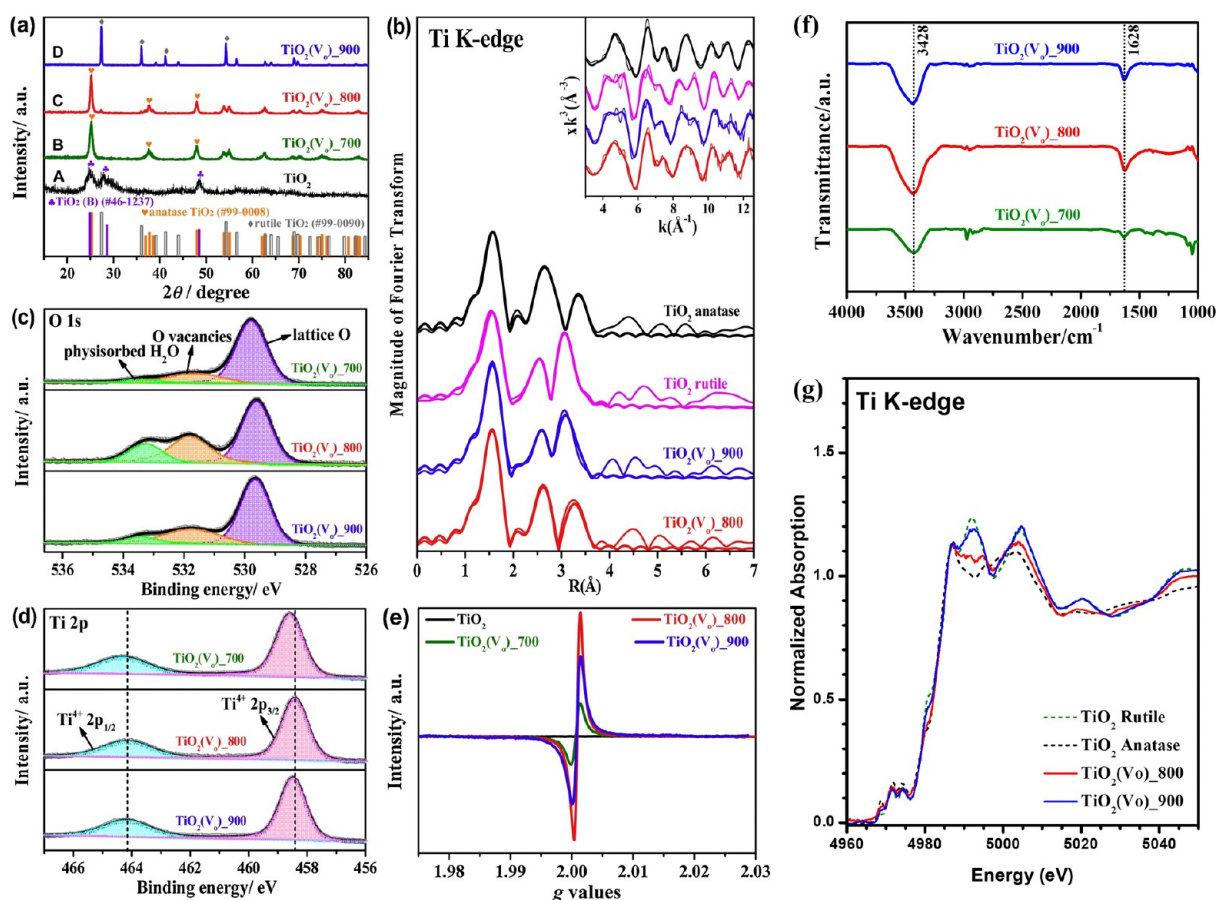 (a)
D
TiO2(Vo)_900
C
TiO2(Vo)_800
B
TiO2(Vo)_700
A
TiO2
♣TiO2 (B) (#46-1237)
♥anatase TiO2 (#99-0008)
♦rutile TiO2 (#99-0090)
Intensity/ a.u.
20 30 40 50 60 70 80
2θ / degree
(b)
Ti K-edge
xk3 (Å-3)
4 6 8 10 12
k(Å-1)
TiO2 anatase
TiO2 rutile
TiO2(Vo)_900
TiO2(Vo)_800
Magnitude of Fourier Transform
0 1 2 3 4 5 6 7
R(Å)
(c)
O 1s
O vacancies
lattice O
physisorbed H2O
TiO2(Vo)_700
TiO2(Vo)_800
TiO2(Vo)_900
Intensity/ a.u.
536 534 532 530 528 526
Binding energy/ eV
(d)
Ti 2p
TiO2(Vo)_700
Ti4+ 2p1/2
Ti4+ 2p3/2
TiO2(Vo)_800
TiO2(Vo)_900
Intensity/ a.u.
466 464 462 460 458 456
Binding energy/ eV
(e)
TiO2
TiO2(Vo)_800
TiO2(Vo)_700
TiO2(Vo)_900
Intensity/ a.u.
1.98 1.99 2.00 2.01 2.02 2.03
g values
(f)
3428
1628
TiO2(Vo)_900
TiO2(Vo)_800
TiO2(Vo)_700
Transmittance/a.u.
4000 3500 3000 2500 2000 1500 1000
Wavenumber/cm-1
(g)
Ti K-edge
Normalized Absorption
1.5
1.0
0.5
0.0
TiO2 Rutile
TiO2 Anatase
TiO2(Vo)_800
TiO2(Vo)_900
4960 4980 5000 5020 5040
Energy (eV)